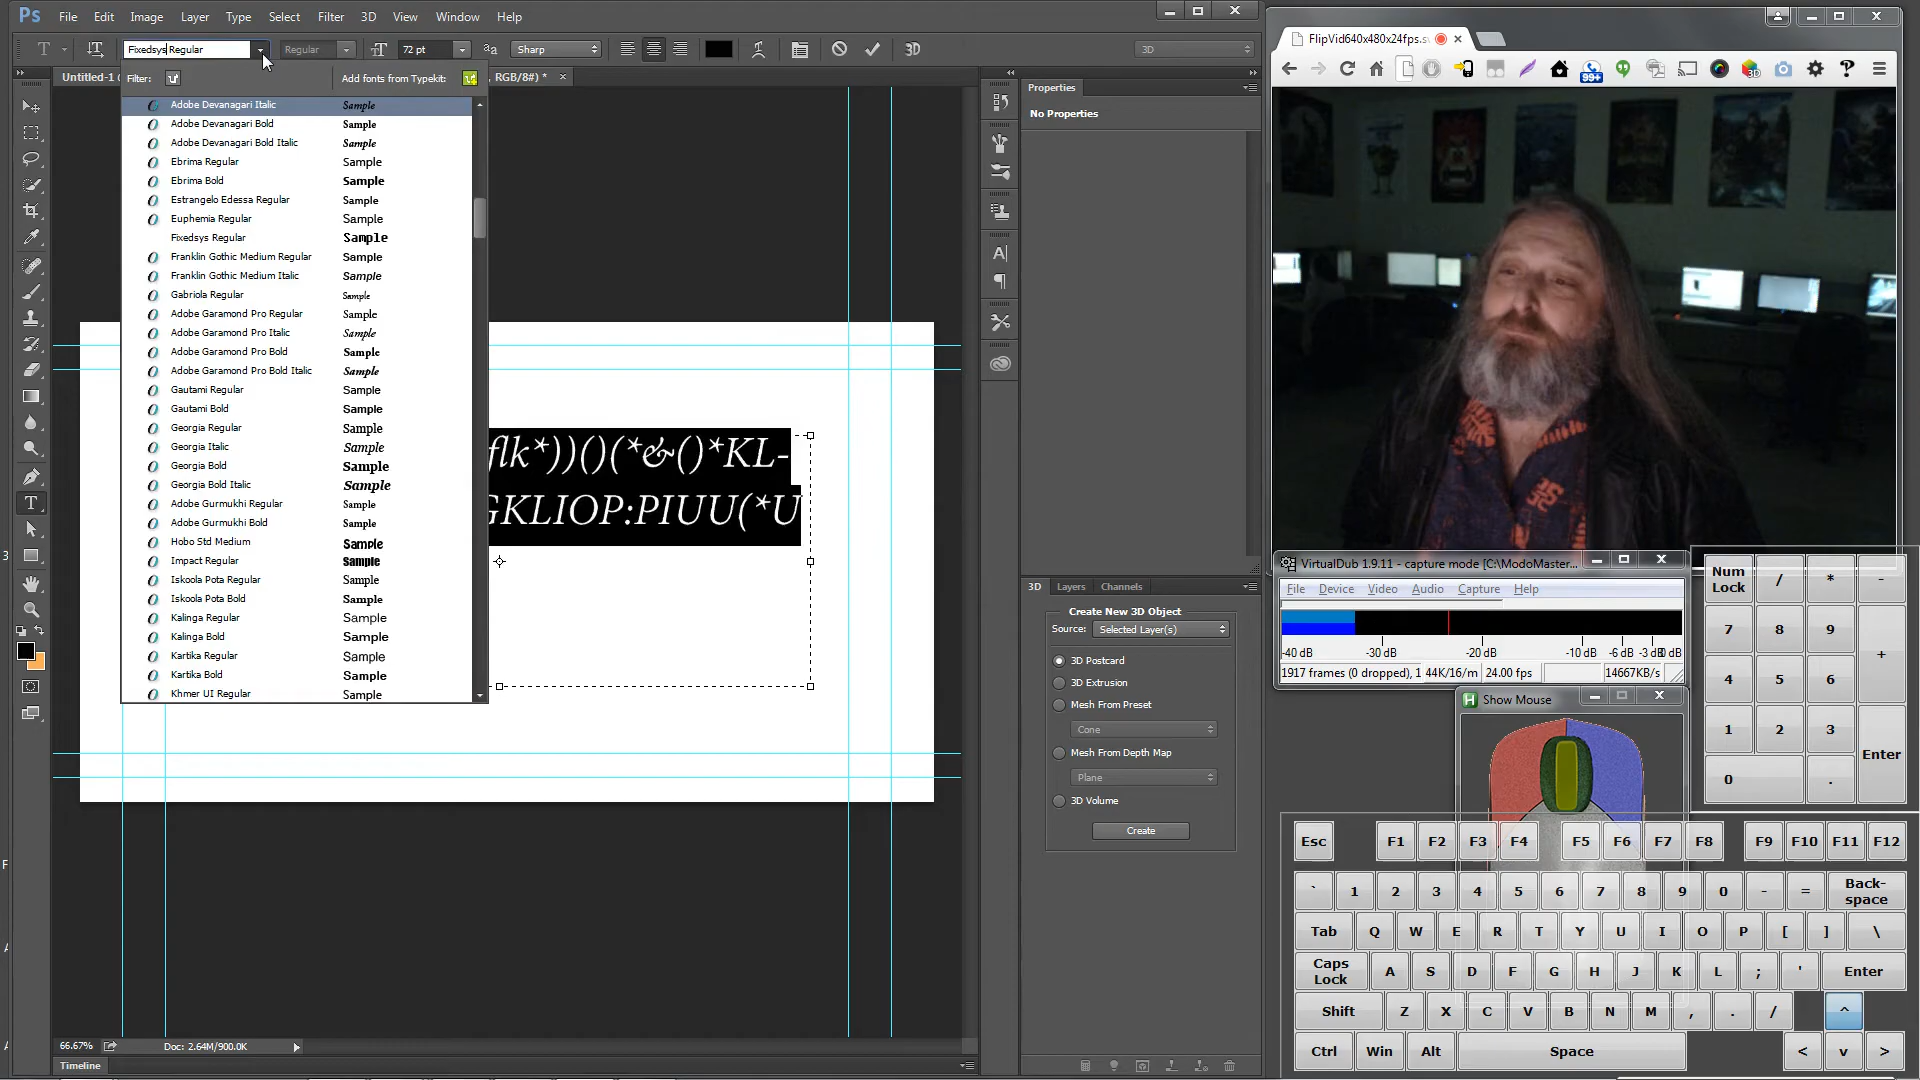 Ps File Edit Image Layer Type Select Filter 3D View Window Help
T Fixedsys Regular Regular 72 pt aa Sharp 3D 3D
Filter: Add fonts from Typekit:
Untitled-1 , RGB/8#) * ×
Adobe Devanagari Italic Sample
Adobe Devanagari Bold Sample
Adobe Devanagari Bold Italic Sample
Ebrima Regular Sample
Ebrima Bold Sample
Estrangelo Edessa Regular Sample
Euphemia Regular Sample
Fixedsys Regular Sample
Franklin Gothic Medium Regular Sample
Franklin Gothic Medium Italic Sample
Gabriola Regular Sample
Adobe Garamond Pro Regular Sample
Adobe Garamond Pro Italic Sample
Adobe Garamond Pro Bold Sample
Adobe Garamond Pro Bold Italic Sample
Gautami Regular Sample
Gautami Bold Sample
Georgia Regular Sample
Georgia Italic Sample
Georgia Bold Sample
Georgia Bold Italic Sample
Adobe Gurmukhi Regular Sample
Adobe Gurmukhi Bold Sample
Hobo Std Medium Sample
Impact Regular Sample
Iskoola Pota Regular Sample
Iskoola Pota Bold Sample
Kalinga Regular Sample
Kalinga Bold Sample
Kartika Regular Sample
Kartika Bold Sample
Khmer UI Regular Sample
flk*))()(*&()*KL-
GKLIOP:PIUU(*U
66.67% Doc: 2.64M/900.0K
Timeline
Properties
No Properties
3D Layers Channels
Create New 3D Object
Source: Selected Layer(s)
3D Postcard
3D Extrusion
Mesh From Preset
Cone
Mesh From Depth Map
Plane
3D Volume
Create
FlipVid640x480x24fps.s
99+
VirtualDub 1.9.11 - capture mode [C:\ModoMaster...
File Device Video Audio Capture Help
-40 dB -30 dB -20 dB -10 dB -6 dB
1917 frames (0 dropped), 1 44K/16/m 24.00 fps 14667KB/s
H Show Mouse
Num Lock / * -
7 8 9 +
4 5 6
1 2 3 Enter
0 .
Esc F1 F2 F3 F4 F5 F6 F7 F8 F9 F10 F11 F12
` 1 2 3 4 5 6 7 8 9 0 - = Back-space
Tab Q W E R T Y U I O P [ ] \
Caps Lock A S D F G H J K L ; ' Enter
Shift Z X C V B N M , . / ^
Ctrl Win Alt Space < v >